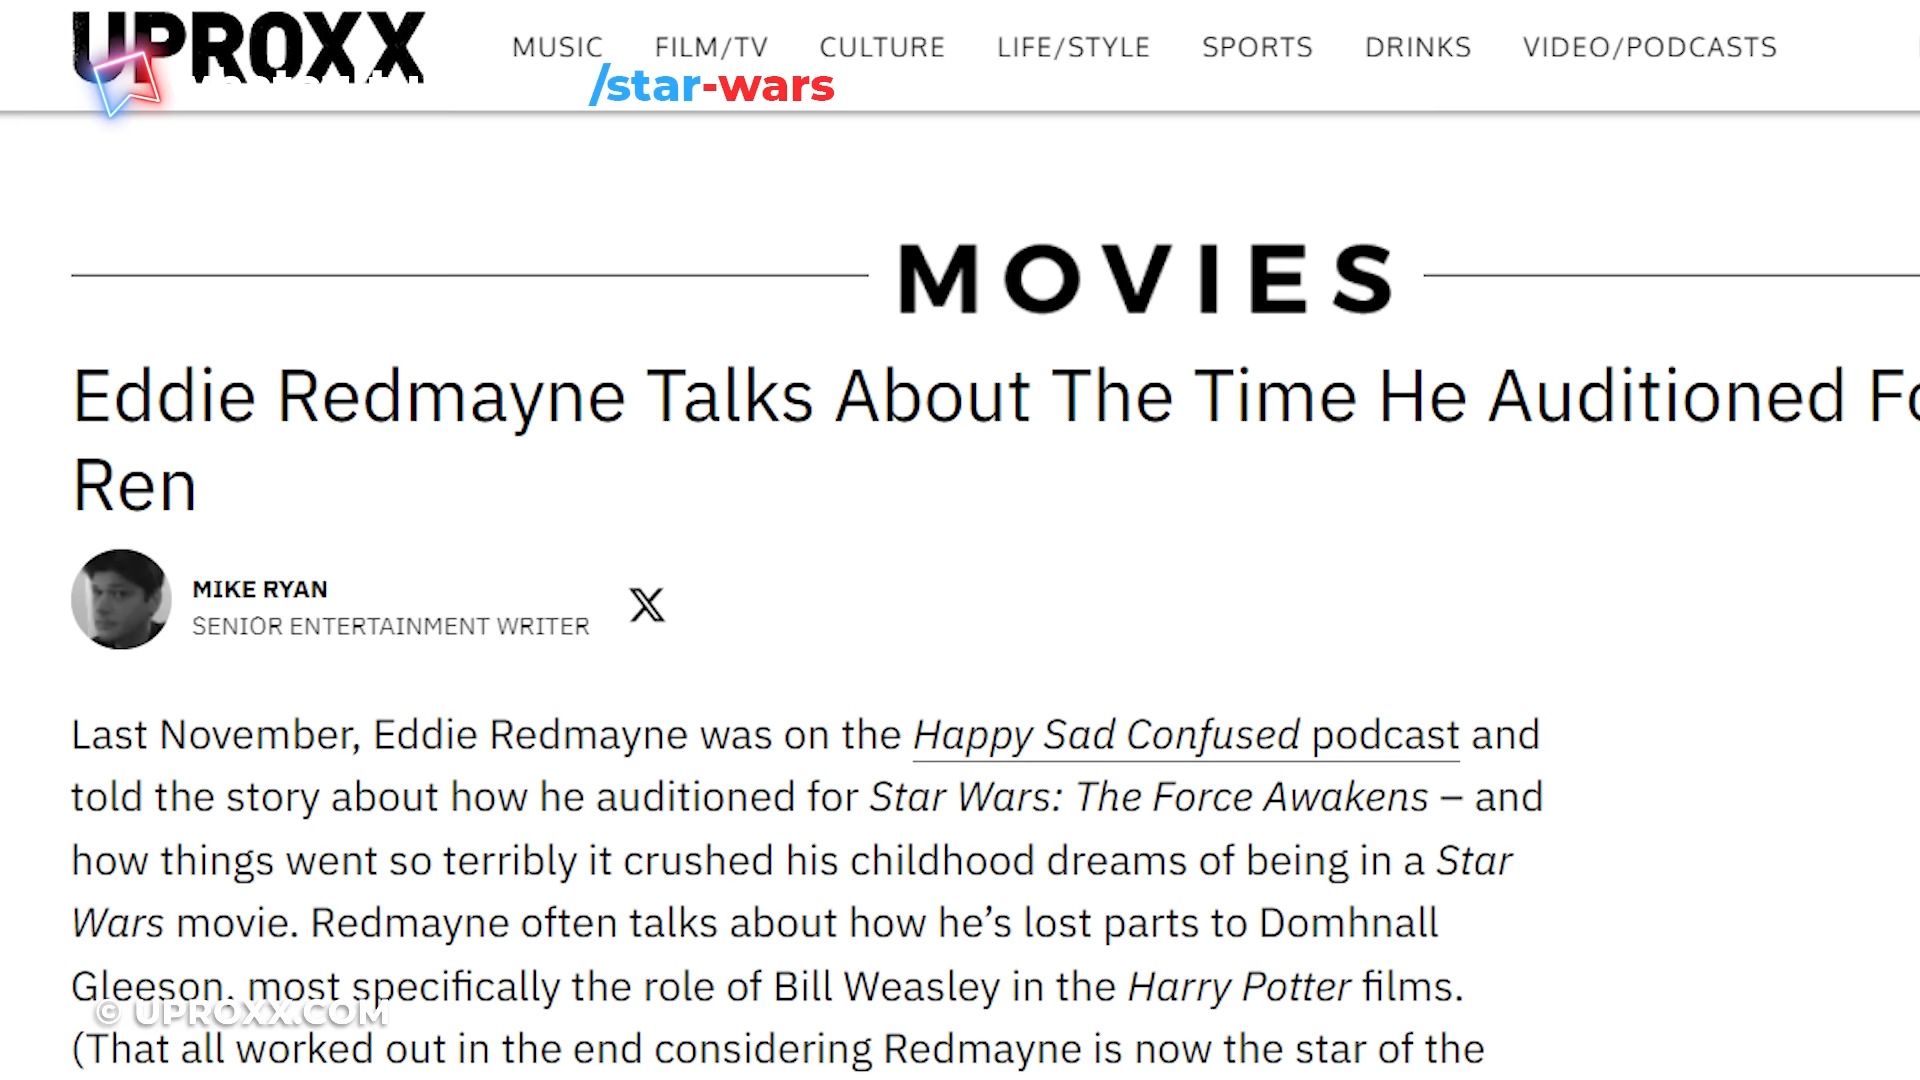 UPROXX
MUSIC FILM/TV CULTURE LIFE/STYLE SPORTS DRINKS VIDEO/PODCASTS
/star-wars
MOVIES
Eddie Redmayne Talks About The Time He Auditioned
Ren
MIKE RYAN
SENIOR ENTERTAINMENT WRITER
Last November, Eddie Redmayne was on the Happy Sad Confused podcast and
told the story about how he auditioned for Star Wars: The Force Awakens – and
how things went so terribly it crushed his childhood dreams of being in a Star
Wars movie. Redmayne often talks about how he’s lost parts to Domhnall
Gleeson, most specifically the role of Bill Weasley in the Harry Potter films.
© UPROXX.COM
(That all worked out in the end considering Redmayne is now the star of the